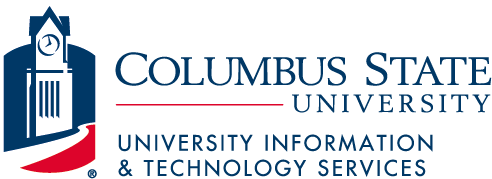 COLUMBUS STATE
UNIVERSITY
UNIVERSITY INFORMATION
& TECHNOLOGY SERVICES
®